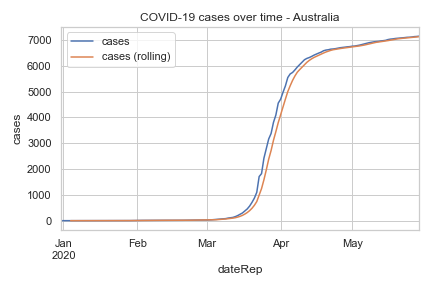 COVID-19 cases over time - Australia
cases
cases (rolling)
7000
6000
5000
4000
3000
2000
1000
0
cases
Jan
2020
Feb
Mar
Apr
May
dateRep